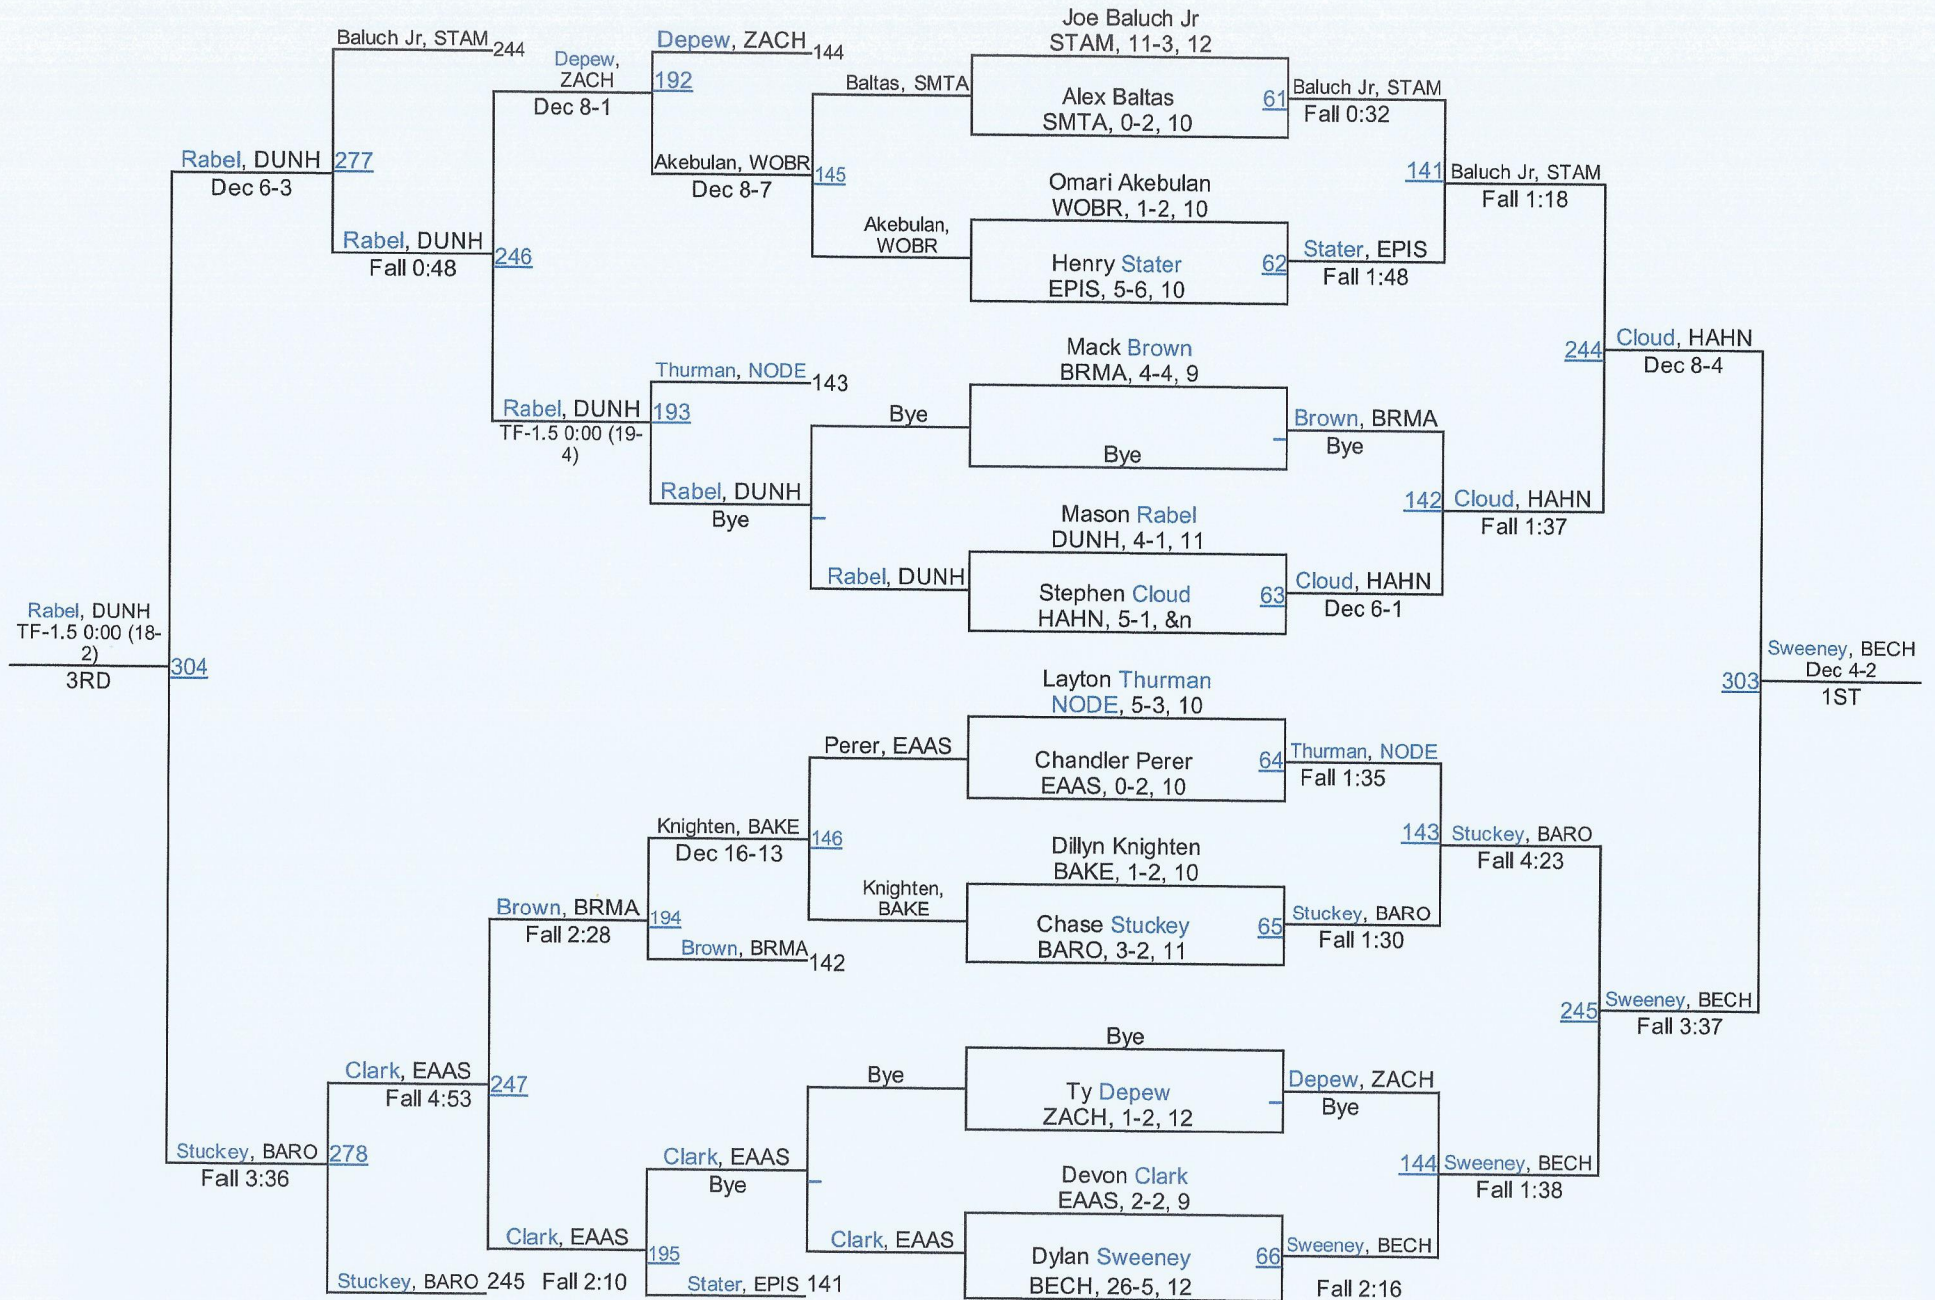 Joe Baluch Jr
STAM, 11-3, 12
Alex Baltas
SMTA, 0-2, 10
61
Omari Akebulan
WOBR, 1-2, 10
Henry Stater
EPIS, 5-6, 10
62
Mack Brown
BRMA, 4-4, 9
Bye
Mason Rabel
DUNH, 4-1, 11
Stephen Cloud
HAHN, 5-1, &n
63
Layton Thurman
NODE, 5-3, 10
Chandler Perer
EAAS, 0-2, 10
64
Dillyn Knighten
BAKE, 1-2, 10
Chase Stuckey
BARO, 3-2, 11
65
Bye
Ty Depew
ZACH, 1-2, 12
Devon Clark
EAAS, 2-2, 9
Dylan Sweeney
BECH, 26-5, 12
66
Baluch Jr, STAM
Fall 0:32
Stater, EPIS
Fall 1:48
141
Brown, BRMA
Bye
Cloud, HAHN
Dec 6-1
142
Thurman, NODE
Fall 1:35
Stuckey, BARO
Fall 1:30
143
Depew, ZACH
Bye
Sweeney, BECH
Fall 2:16
144
Baluch Jr, STAM
Fall 1:18
Cloud, HAHN
Fall 1:37
244
Stuckey, BARO
Fall 4:23
Sweeney, BECH
Fall 1:38
245
Cloud, HAHN
Dec 8-4
Sweeney, BECH
Fall 3:37
303
Sweeney, BECH
Dec 4-2
1ST
Baltas, SMTA
Akebulan,
WOBR
145
Bye
Rabel, DUNH
Perer, EAAS
Knighten,
BAKE
146
Bye
Clark, EAAS
Depew, ZACH 144
192
Akebulan, WOBR
Dec 8-7
Thurman, NODE 143
193
Rabel, DUNH
Bye
Knighten, BAKE
Dec 16-13
194
Brown, BRMA 142
Clark, EAAS
Bye
195
Stater, EPIS 141
Depew,
ZACH
Dec 8-1
246
Rabel, DUNH
TF-1.5 0:00 (19-
4)
Brown, BRMA
Fall 2:28
247
Clark, EAAS
Fall 2:10
Baluch Jr, STAM 244
277
Rabel, DUNH
Fall 0:48
Clark, EAAS
Fall 4:53
278
Stuckey, BARO 245
Rabel, DUNH
Dec 6-3
Stuckey, BARO
Fall 3:36
304
Rabel, DUNH
TF-1.5 0:00 (18-
2)
3RD